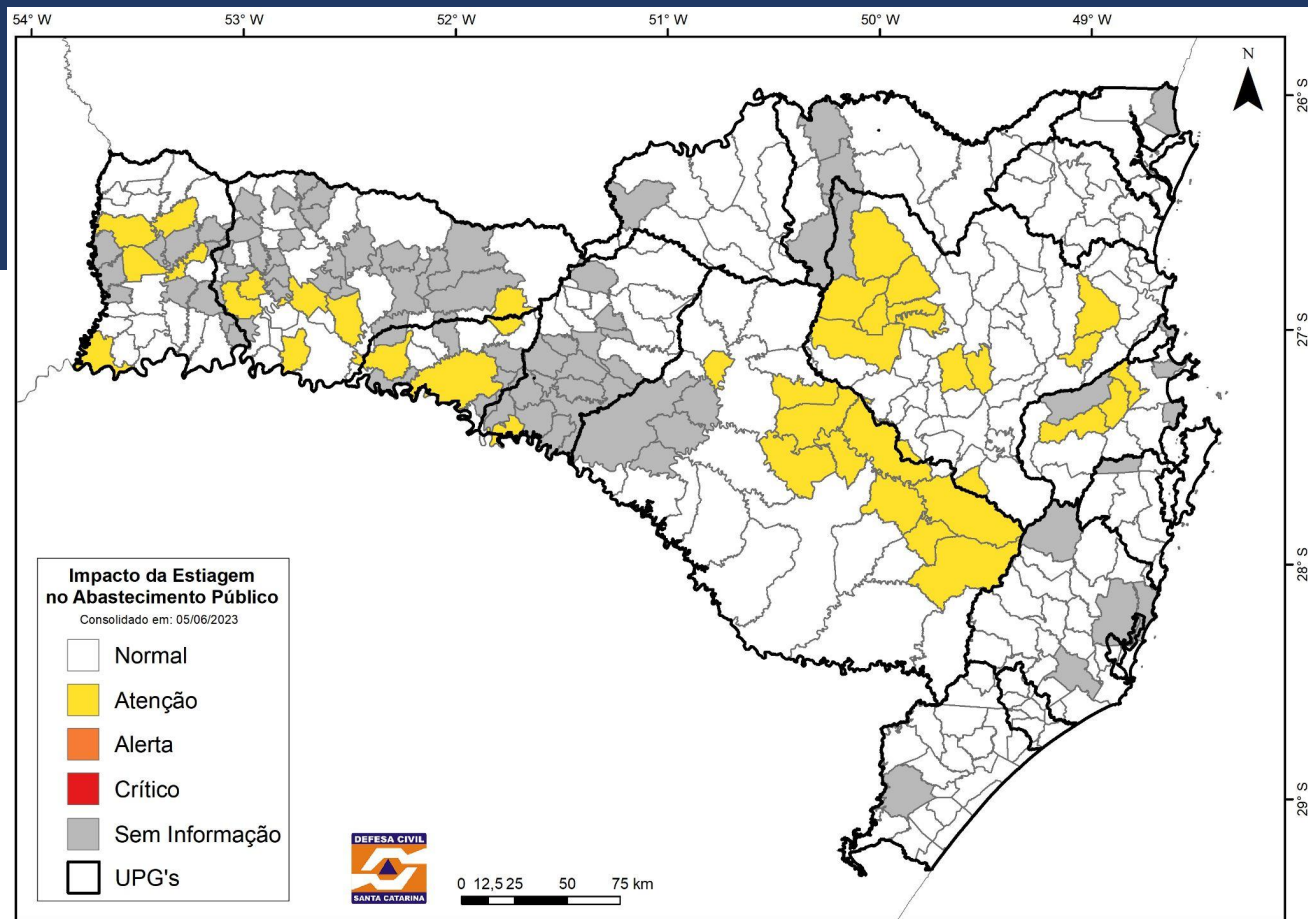 54° W 53° W 52° W 51° W 50° W 49° W
N
26° S
27° S
28° S
29° S
Impacto da Estiagem
no Abastecimento Público
Consolidado em: 05/06/2023
Normal
Atenção
Alerta
Crítico
Sem Informação
UPG's
DEFESA CIVIL
SANTA CATARINA
0 12,5 25 50 75 km